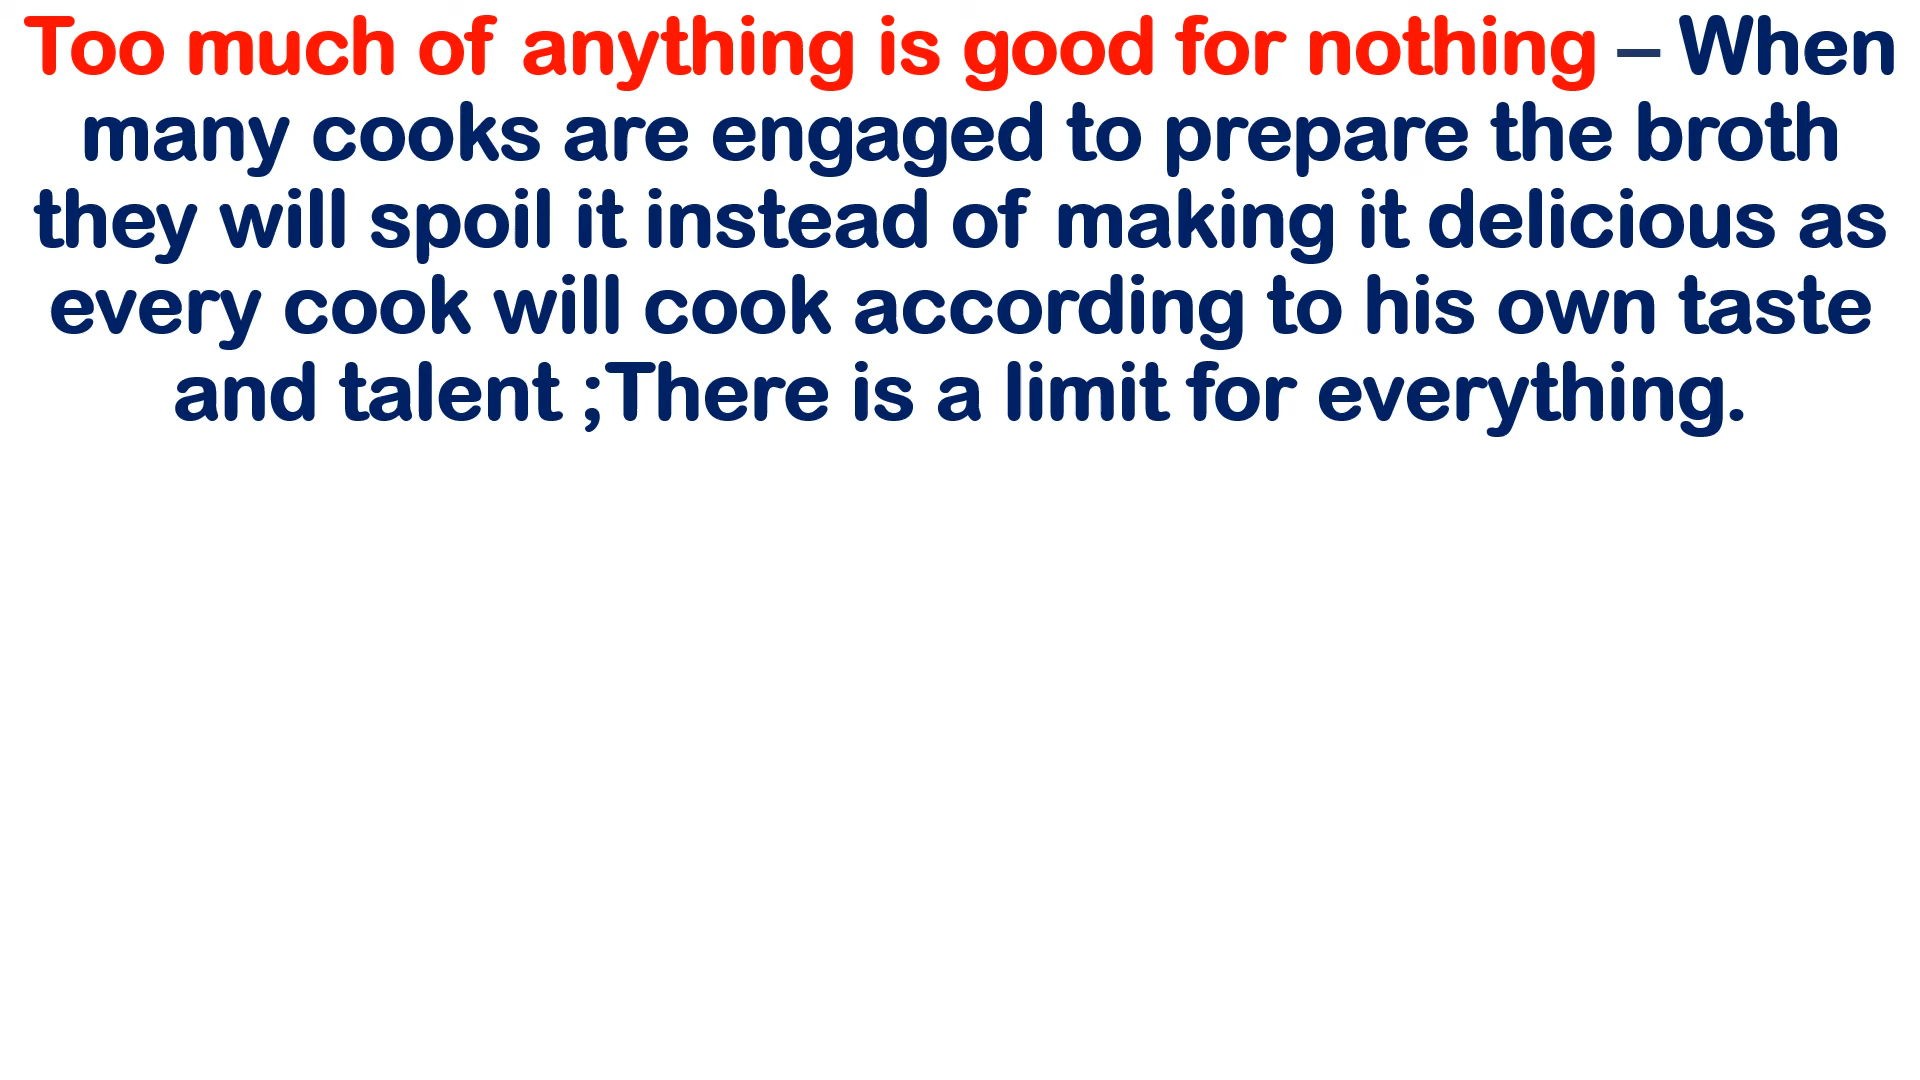 Too much of anything is good for nothing – When
many cooks are engaged to prepare the broth
they will spoil it instead of making it delicious as
every cook will cook according to his own taste
and talent ;There is a limit for everything.